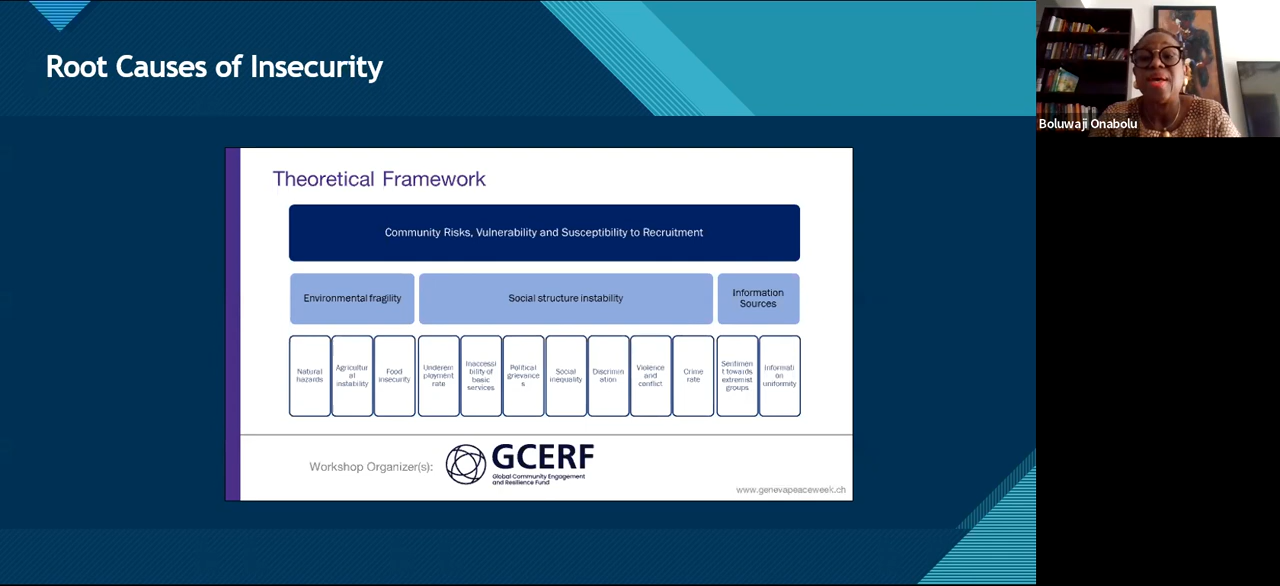 Root Causes of Insecurity
Boluwaji Onabolu
Theoretical Framework
Community Risks, Vulnerability and Susceptibility to Recruitment
Environmental fragility
Social structure instability
Information
Sources
Natural
hazards
Agricultur
al
instability
Food
insecurity
Underem
ployment
rate
Inaccessi
bility of
basic
services
Political
grievance
s
Social
inequality
Discrimin
ation
Violence
and
conflict
Crime
rate
Sentimen
t towards
extremist
groups
Informati
on
uniformity
Workshop Organizer(s):
GCERF
Global Community Engagement
and Resilience Fund
www.genevapeaceweek.ch